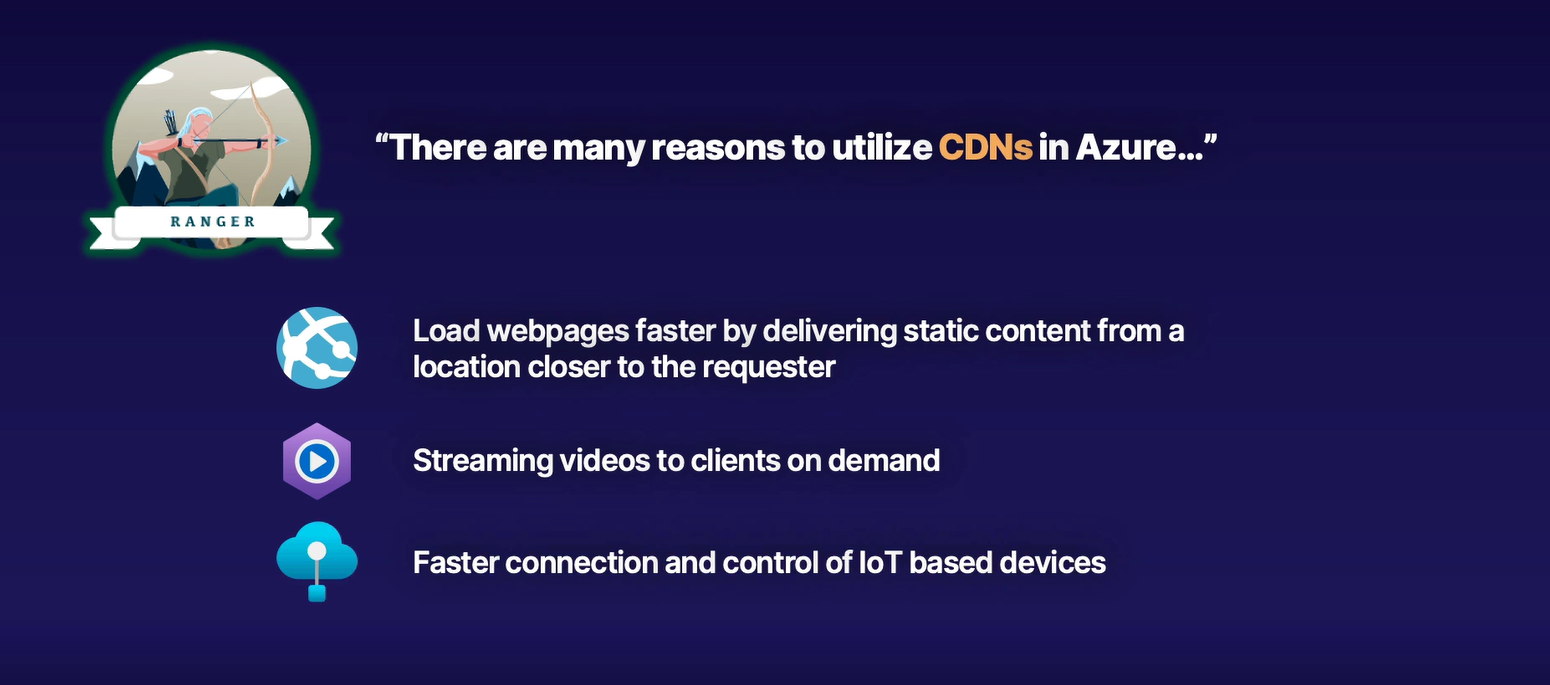 RANGER
“There are many reasons to utilize CDNs in Azure...”
Load webpages faster by delivering static content from a
location closer to the requester
Streaming videos to clients on demand
Faster connection and control of IoT based devices